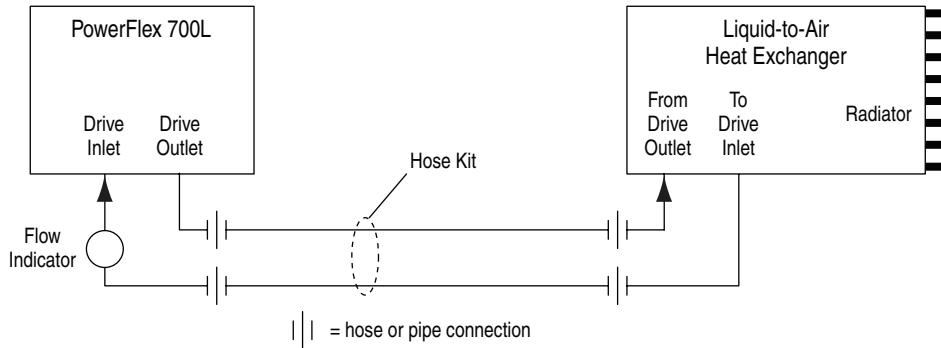 PowerFlex 700L
Drive
Inlet
Drive
Outlet
Liquid-to-Air
Heat Exchanger
From
Drive
Outlet
To
Drive
Inlet
Radiator
Hose Kit
Flow
Indicator
= hose or pipe connection